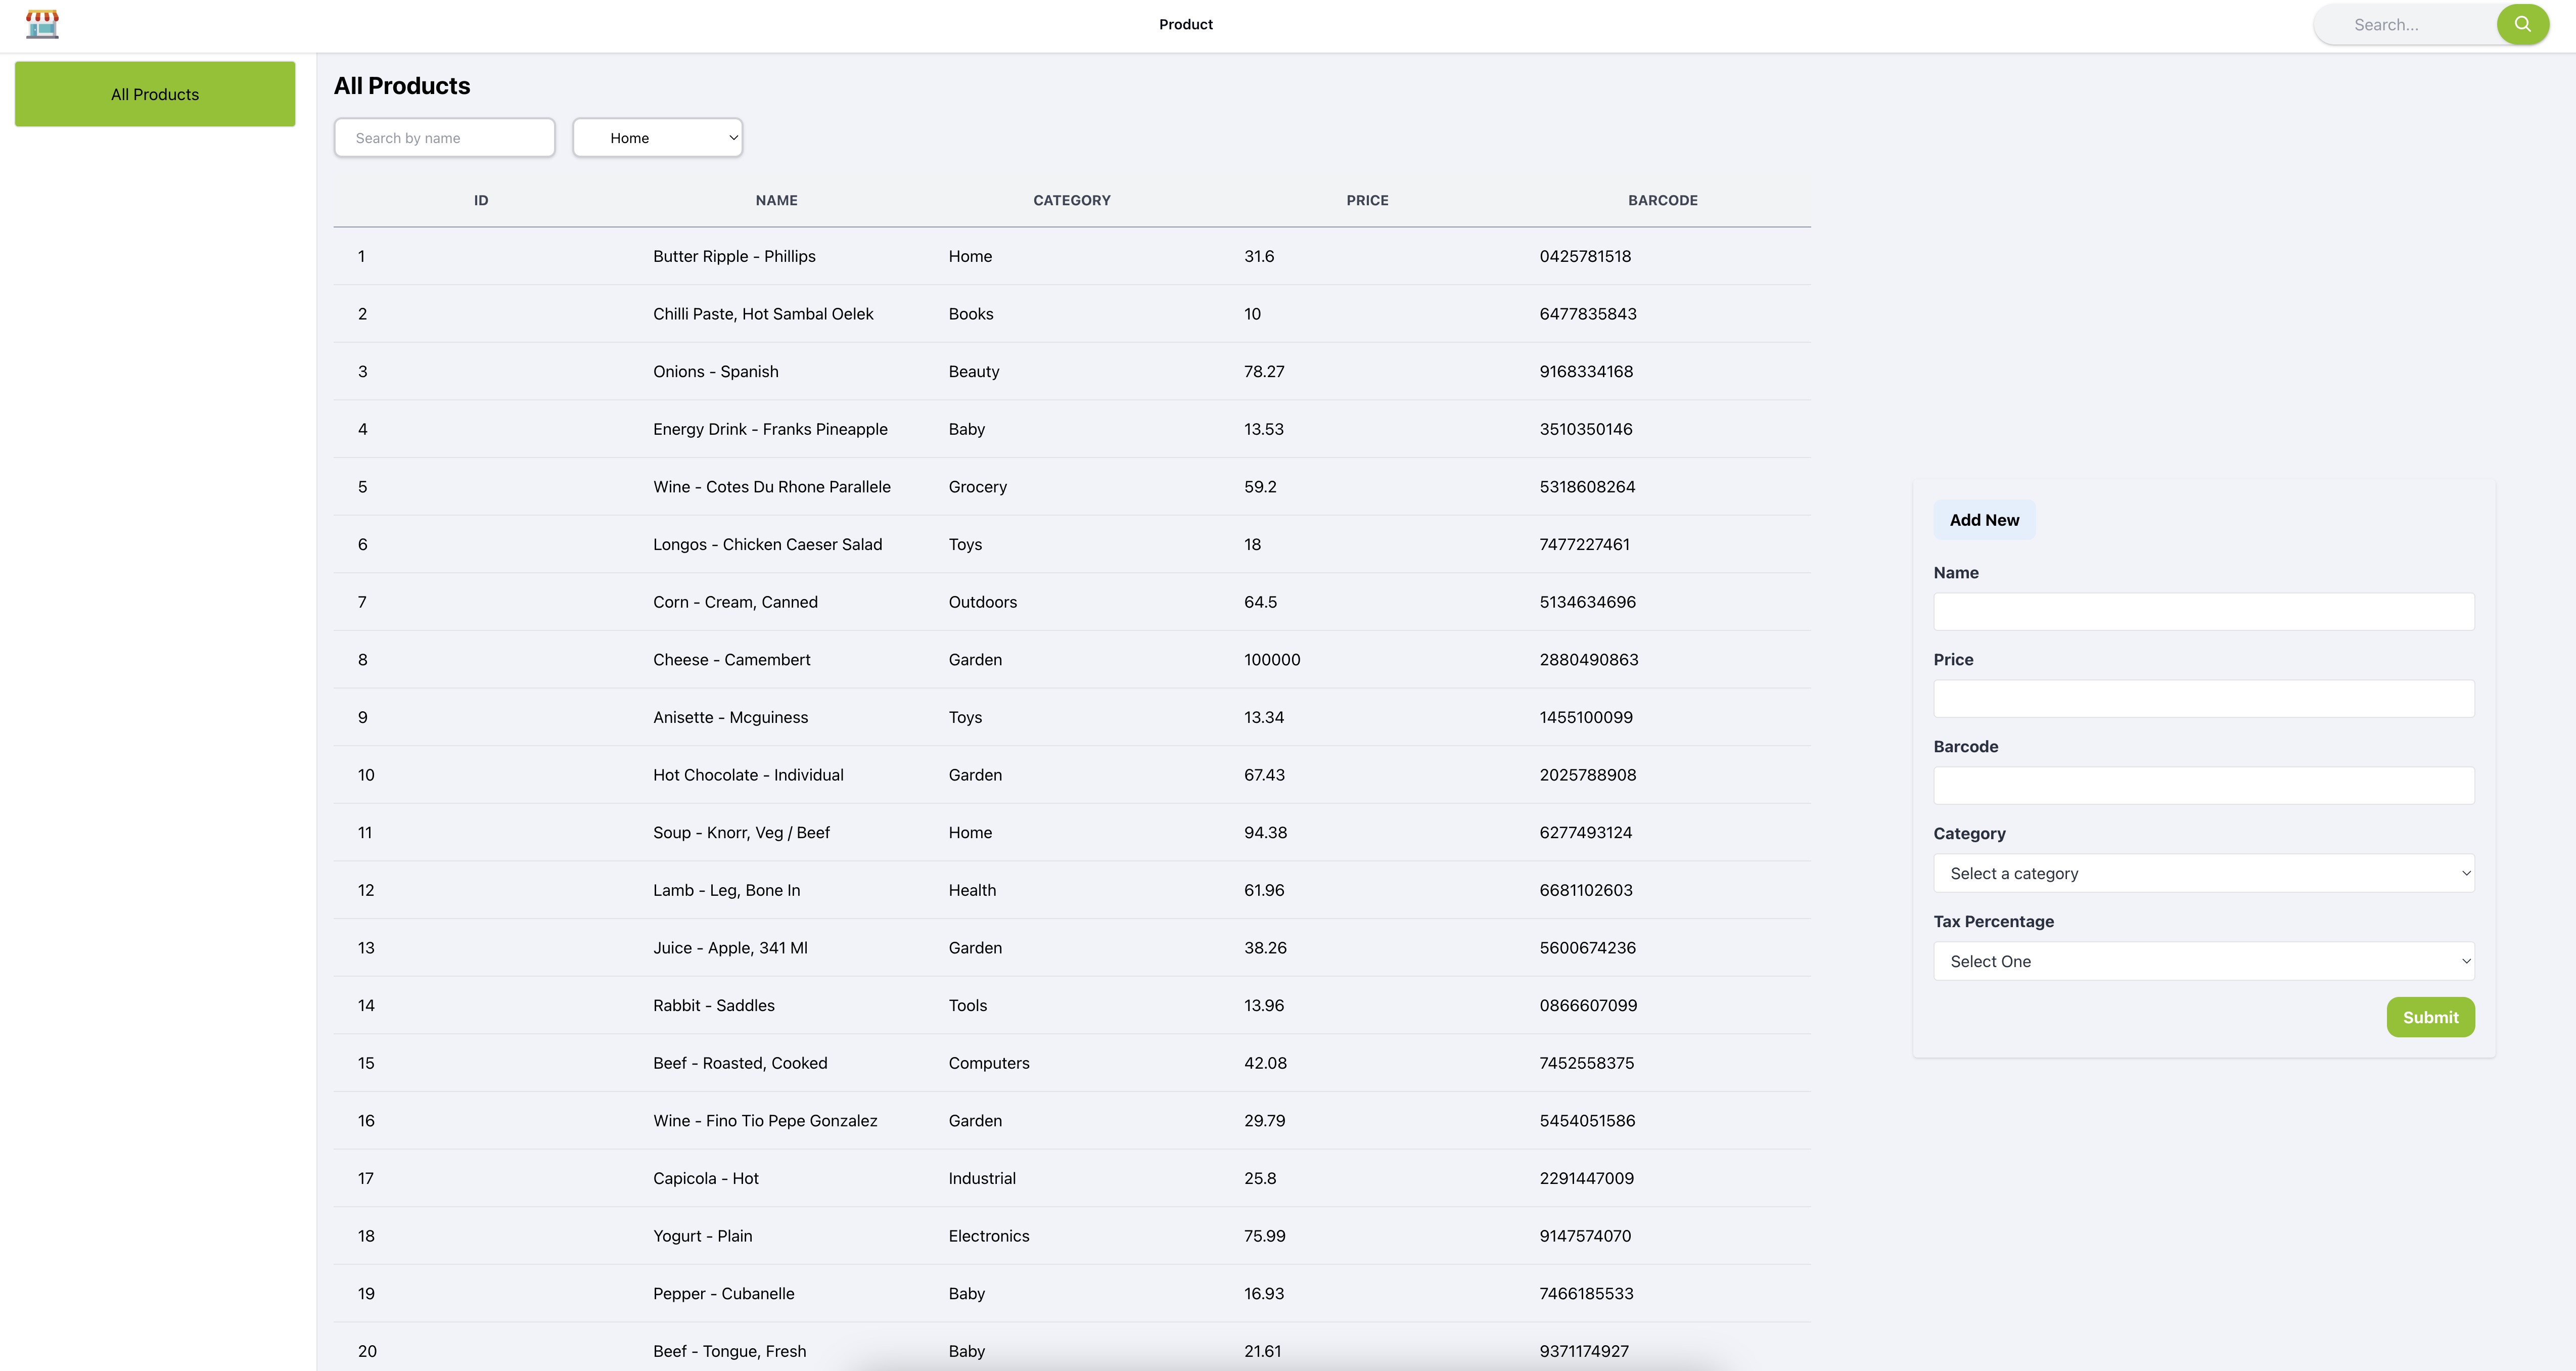 Product
Search...
All Products
All Products
Search by name
Home
ID NAME CATEGORY PRICE BARCODE
1 Butter Ripple - Phillips Home 31.6 0425781518
2 Chilli Paste, Hot Sambal Oelek Books 10 6477835843
3 Onions - Spanish Beauty 78.27 9168334168
4 Energy Drink - Franks Pineapple Baby 13.53 3510350146
5 Wine - Cotes Du Rhone Parallele Grocery 59.2 5318608264
6 Longos - Chicken Caeser Salad Toys 18 7477227461
7 Corn - Cream, Canned Outdoors 64.5 5134634696
8 Cheese - Camembert Garden 100000 2880490863
9 Anisette - Mcguiness Toys 13.34 1455100099
10 Hot Chocolate - Individual Garden 67.43 2025788908
11 Soup - Knorr, Veg / Beef Home 94.38 6277493124
12 Lamb - Leg, Bone In Health 61.96 6681102603
13 Juice - Apple, 341 Ml Garden 38.26 5600674236
14 Rabbit - Saddles Tools 13.96 0866607099
15 Beef - Roasted, Cooked Computers 42.08 7452558375
16 Wine - Fino Tio Pepe Gonzalez Garden 29.79 5454051586
17 Capicola - Hot Industrial 25.8 2291447009
18 Yogurt - Plain Electronics 75.99 9147574070
19 Pepper - Cubanelle Baby 16.93 7466185533
20 Beef - Tongue, Fresh Baby 21.61 9371174927
Add New
Name
Price
Barcode
Category
Select a category
Tax Percentage
Select One
Submit